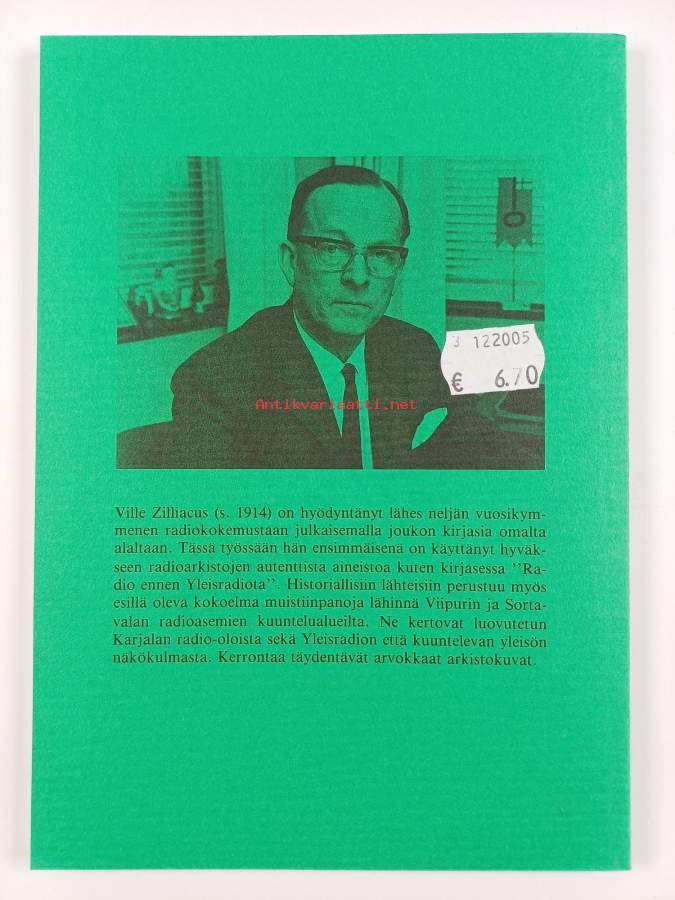 3 122005
€ 6.70
Antikvariaatti.net
Ville Zilliacus (s. 1914) on hyödyntänyt lähes neljän vuosikym-
menen radiokokemustaan julkaisemalla joukon kirjasia omalta
alaltaan. Tässä työssään hän ensimmäisenä on käyttänyt hyväk-
seen radioarkistojen autenttista aineistoa kuten kirjasessa ''Ra-
dio ennen Yleisradiota''. Historiallisiin lähteisiin perustuu myös
esillä oleva kokoelma muistiinpanoja lähinnä Viipurin ja Sorta-
valan radioasemien kuuntelualueilta. Ne kertovat luovutetun
Karjalan radio-oloista sekä Yleisradion että kuuntelevan yleisön
näkökulmasta. Kerrontaa täydentävät arvokkaat arkistokuvat.